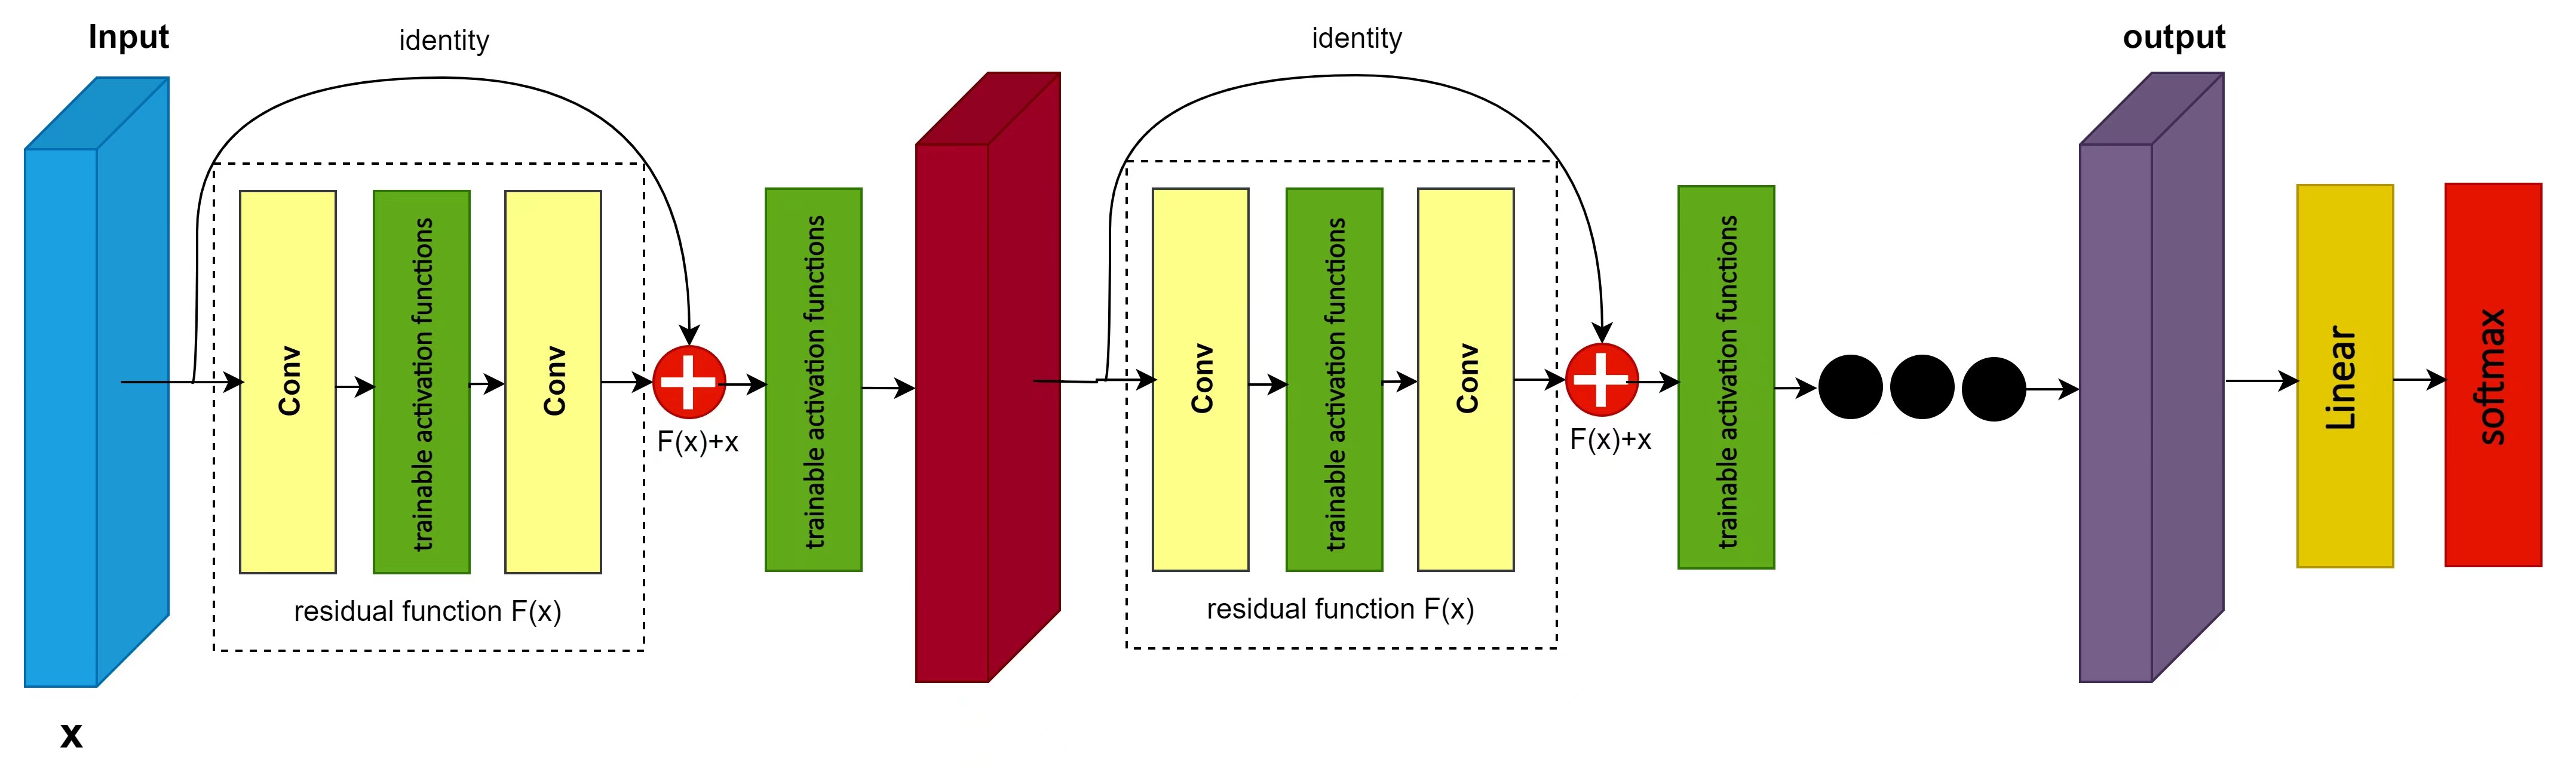 Input
identity
Conv
trainable activation functions
Conv
F(x)+x
residual function F(x)
x
trainable activation functions
identity
Conv
trainable activation functions
Conv
F(x)+x
residual function F(x)
trainable activation functions
output
Linear
softmax